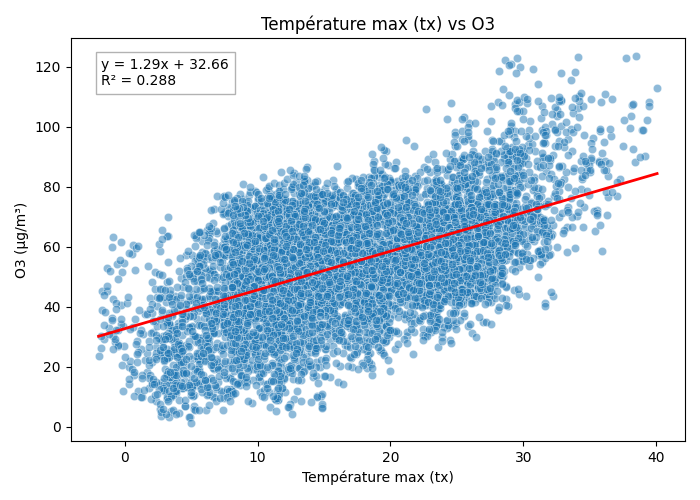 Température max (tx) vs O3
y = 1.29x + 32.66
R² = 0.288
120
100
80
60
40
20
0
O3 (µg/m³)
0 10 20 30 40
Température max (tx)